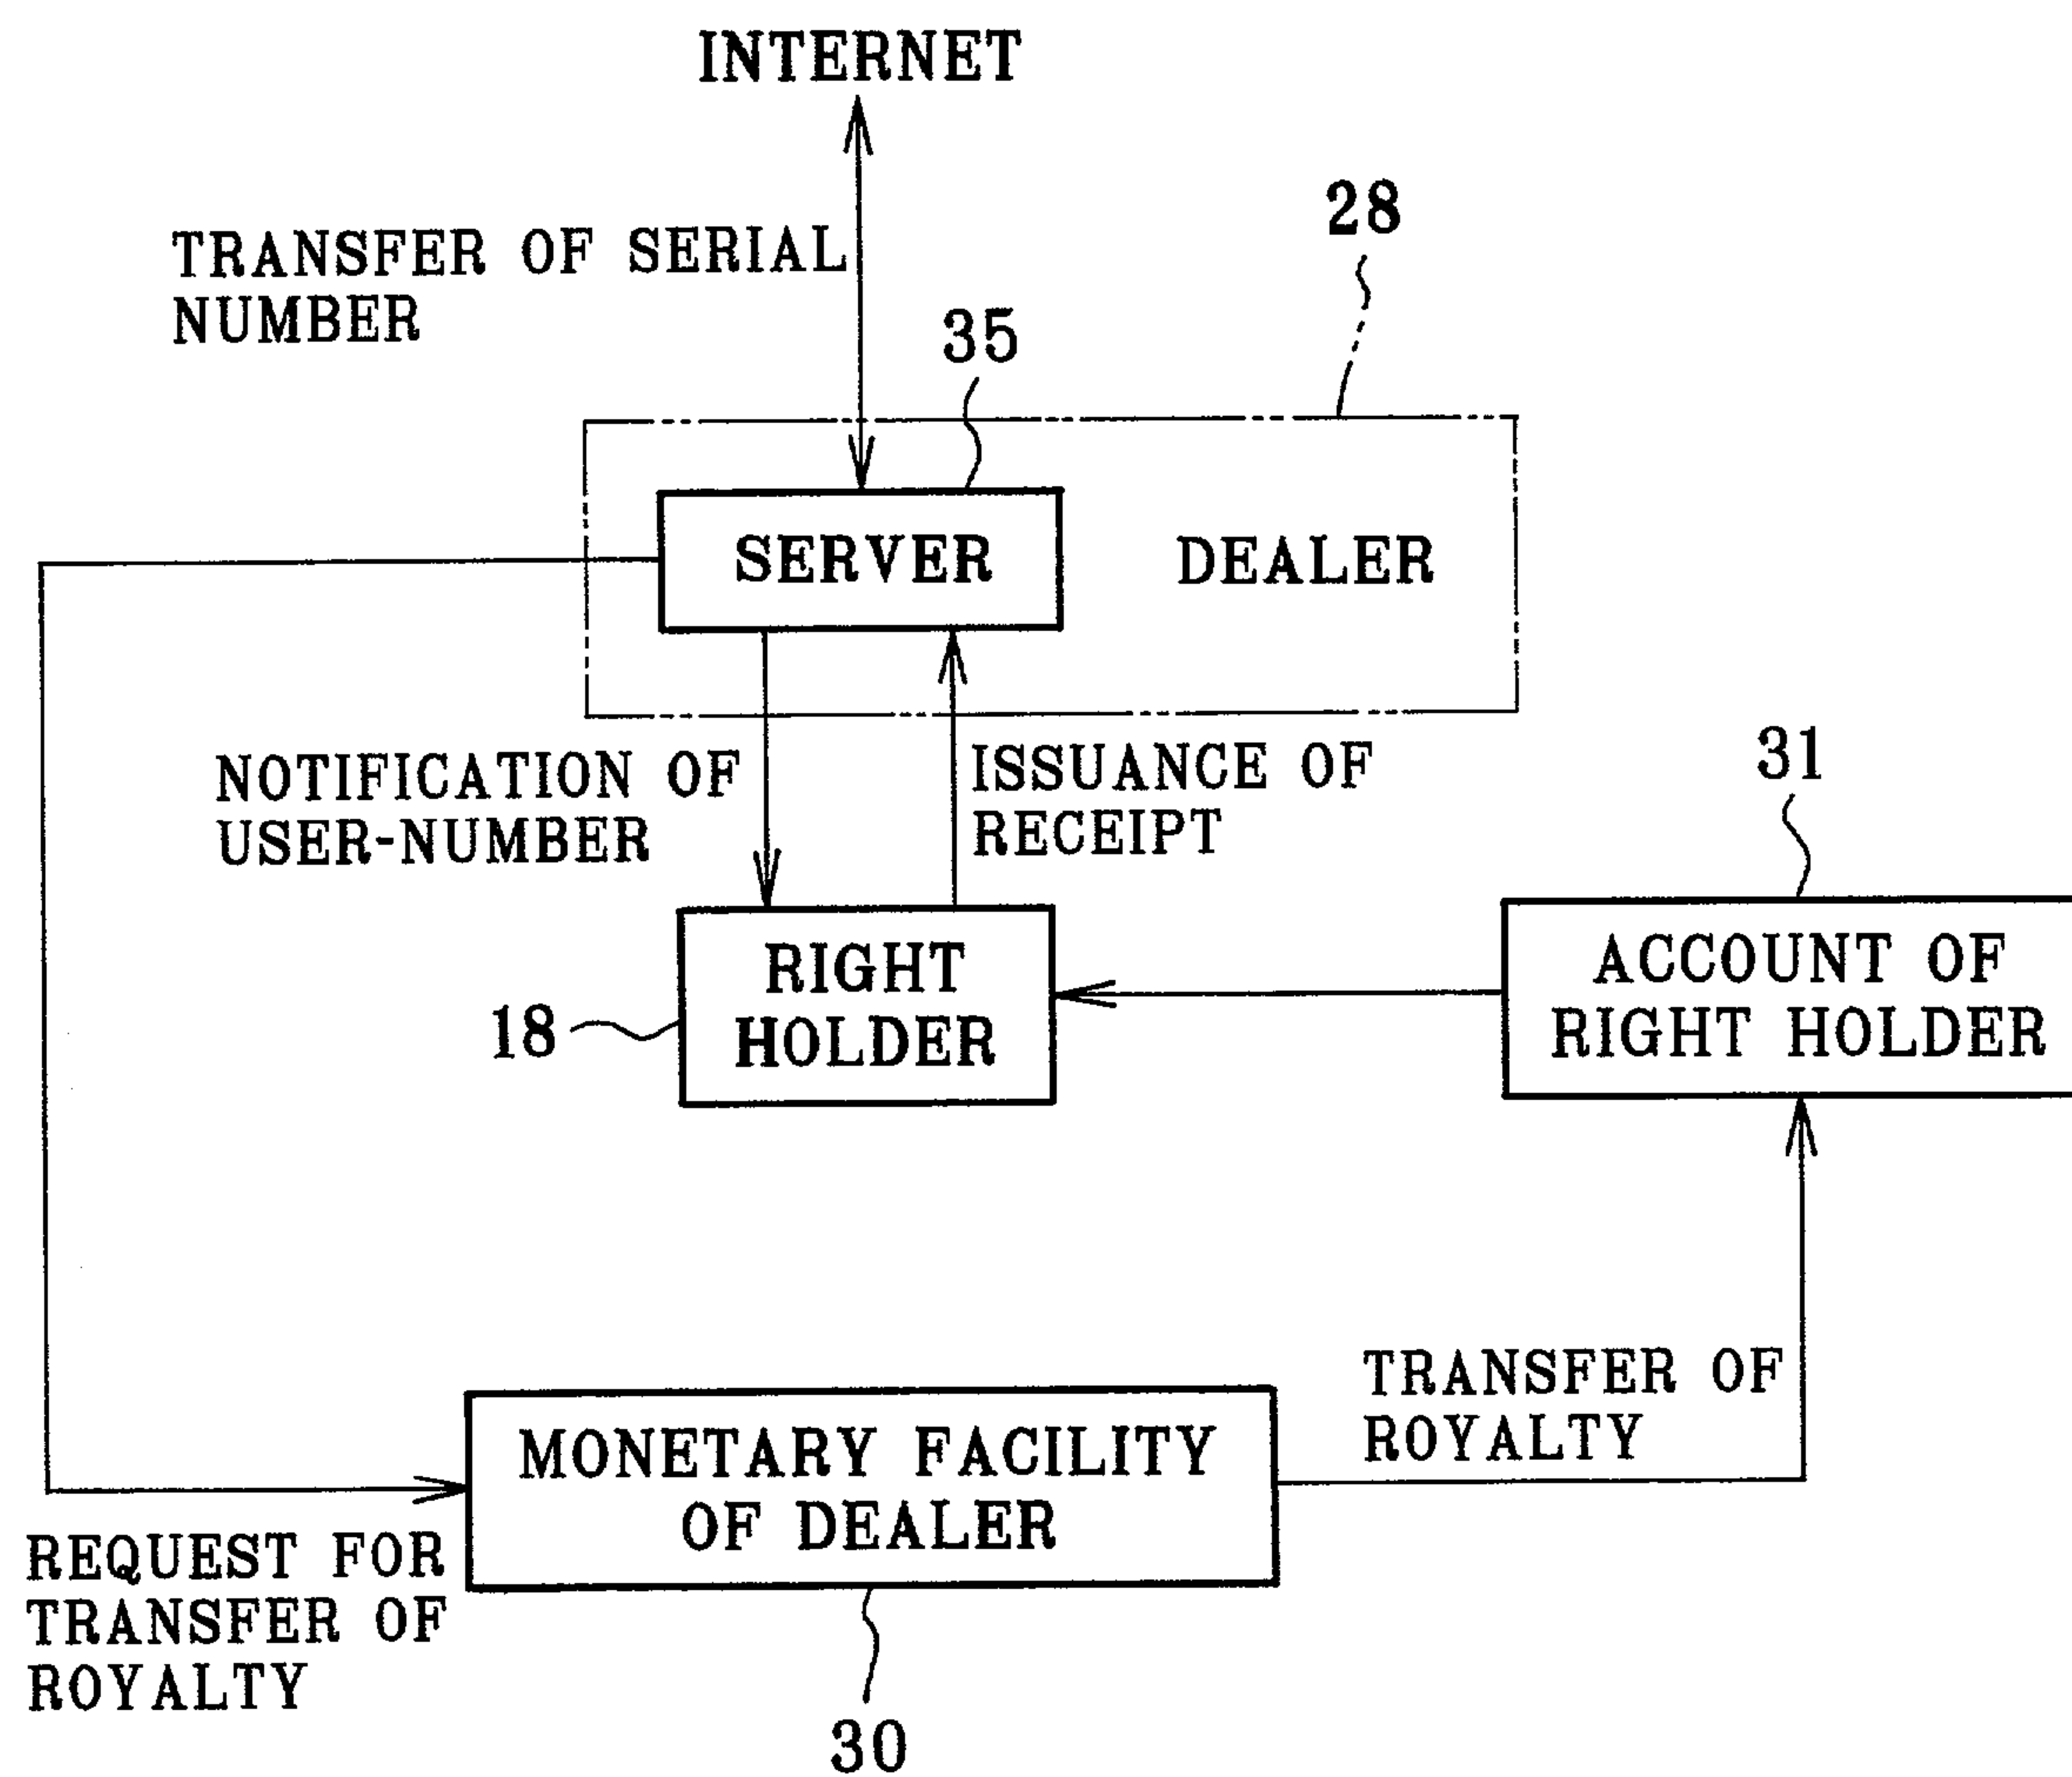 INTERNET
28
TRANSFER OF SERIAL
NUMBER
35
SERVER
DEALER
NOTIFICATION OF
USER-NUMBER
ISSUANCE OF
RECEIPT
31
RIGHT
HOLDER
18
ACCOUNT OF
RIGHT HOLDER
TRANSFER OF
ROYALTY
MONETARY FACILITY
OF DEALER
REQUEST FOR
TRANSFER OF
ROYALTY
30